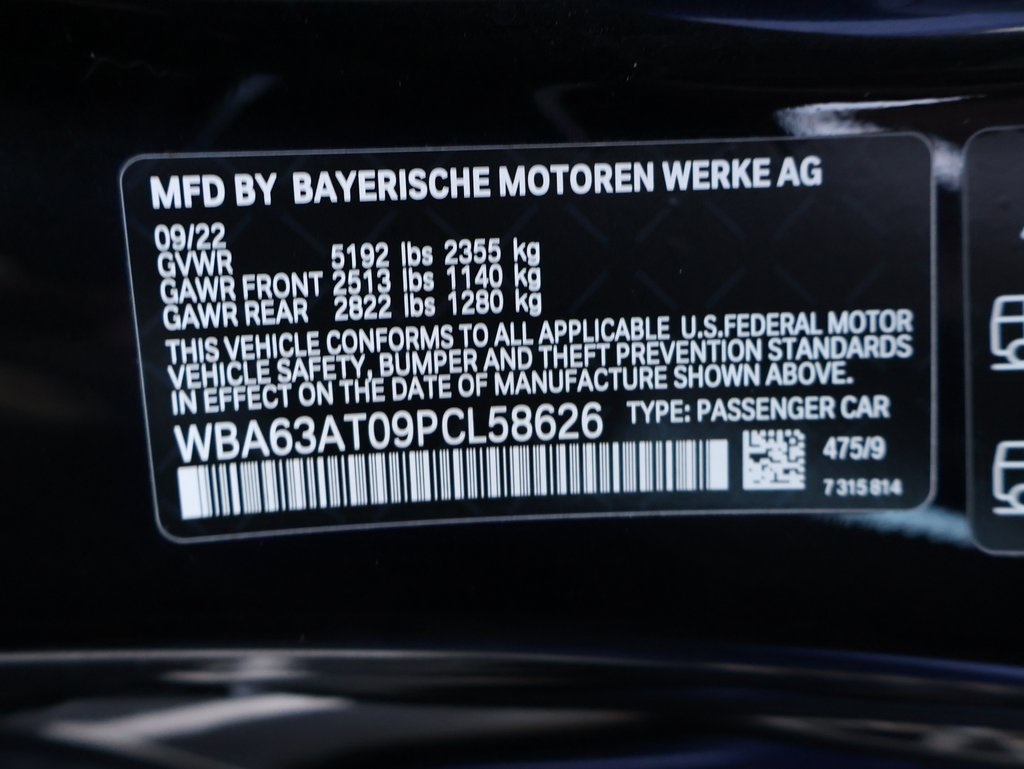 MFD BY BAYERISCHE MOTOREN WERKE AG
09/22
GVWR 5192 lbs 2355 kg
GAWR FRONT 2513 lbs 1140 kg
GAWR REAR 2822 lbs 1280 kg
THIS VEHICLE CONFORMS TO ALL APPLICABLE U.S.FEDERAL MOTOR
VEHICLE SAFETY, BUMPER AND THEFT PREVENTION STANDARDS
IN EFFECT ON THE DATE OF MANUFACTURE SHOWN ABOVE.
WBA63AT09PCL58626 TYPE: PASSENGER CAR
475/9
7 315 814